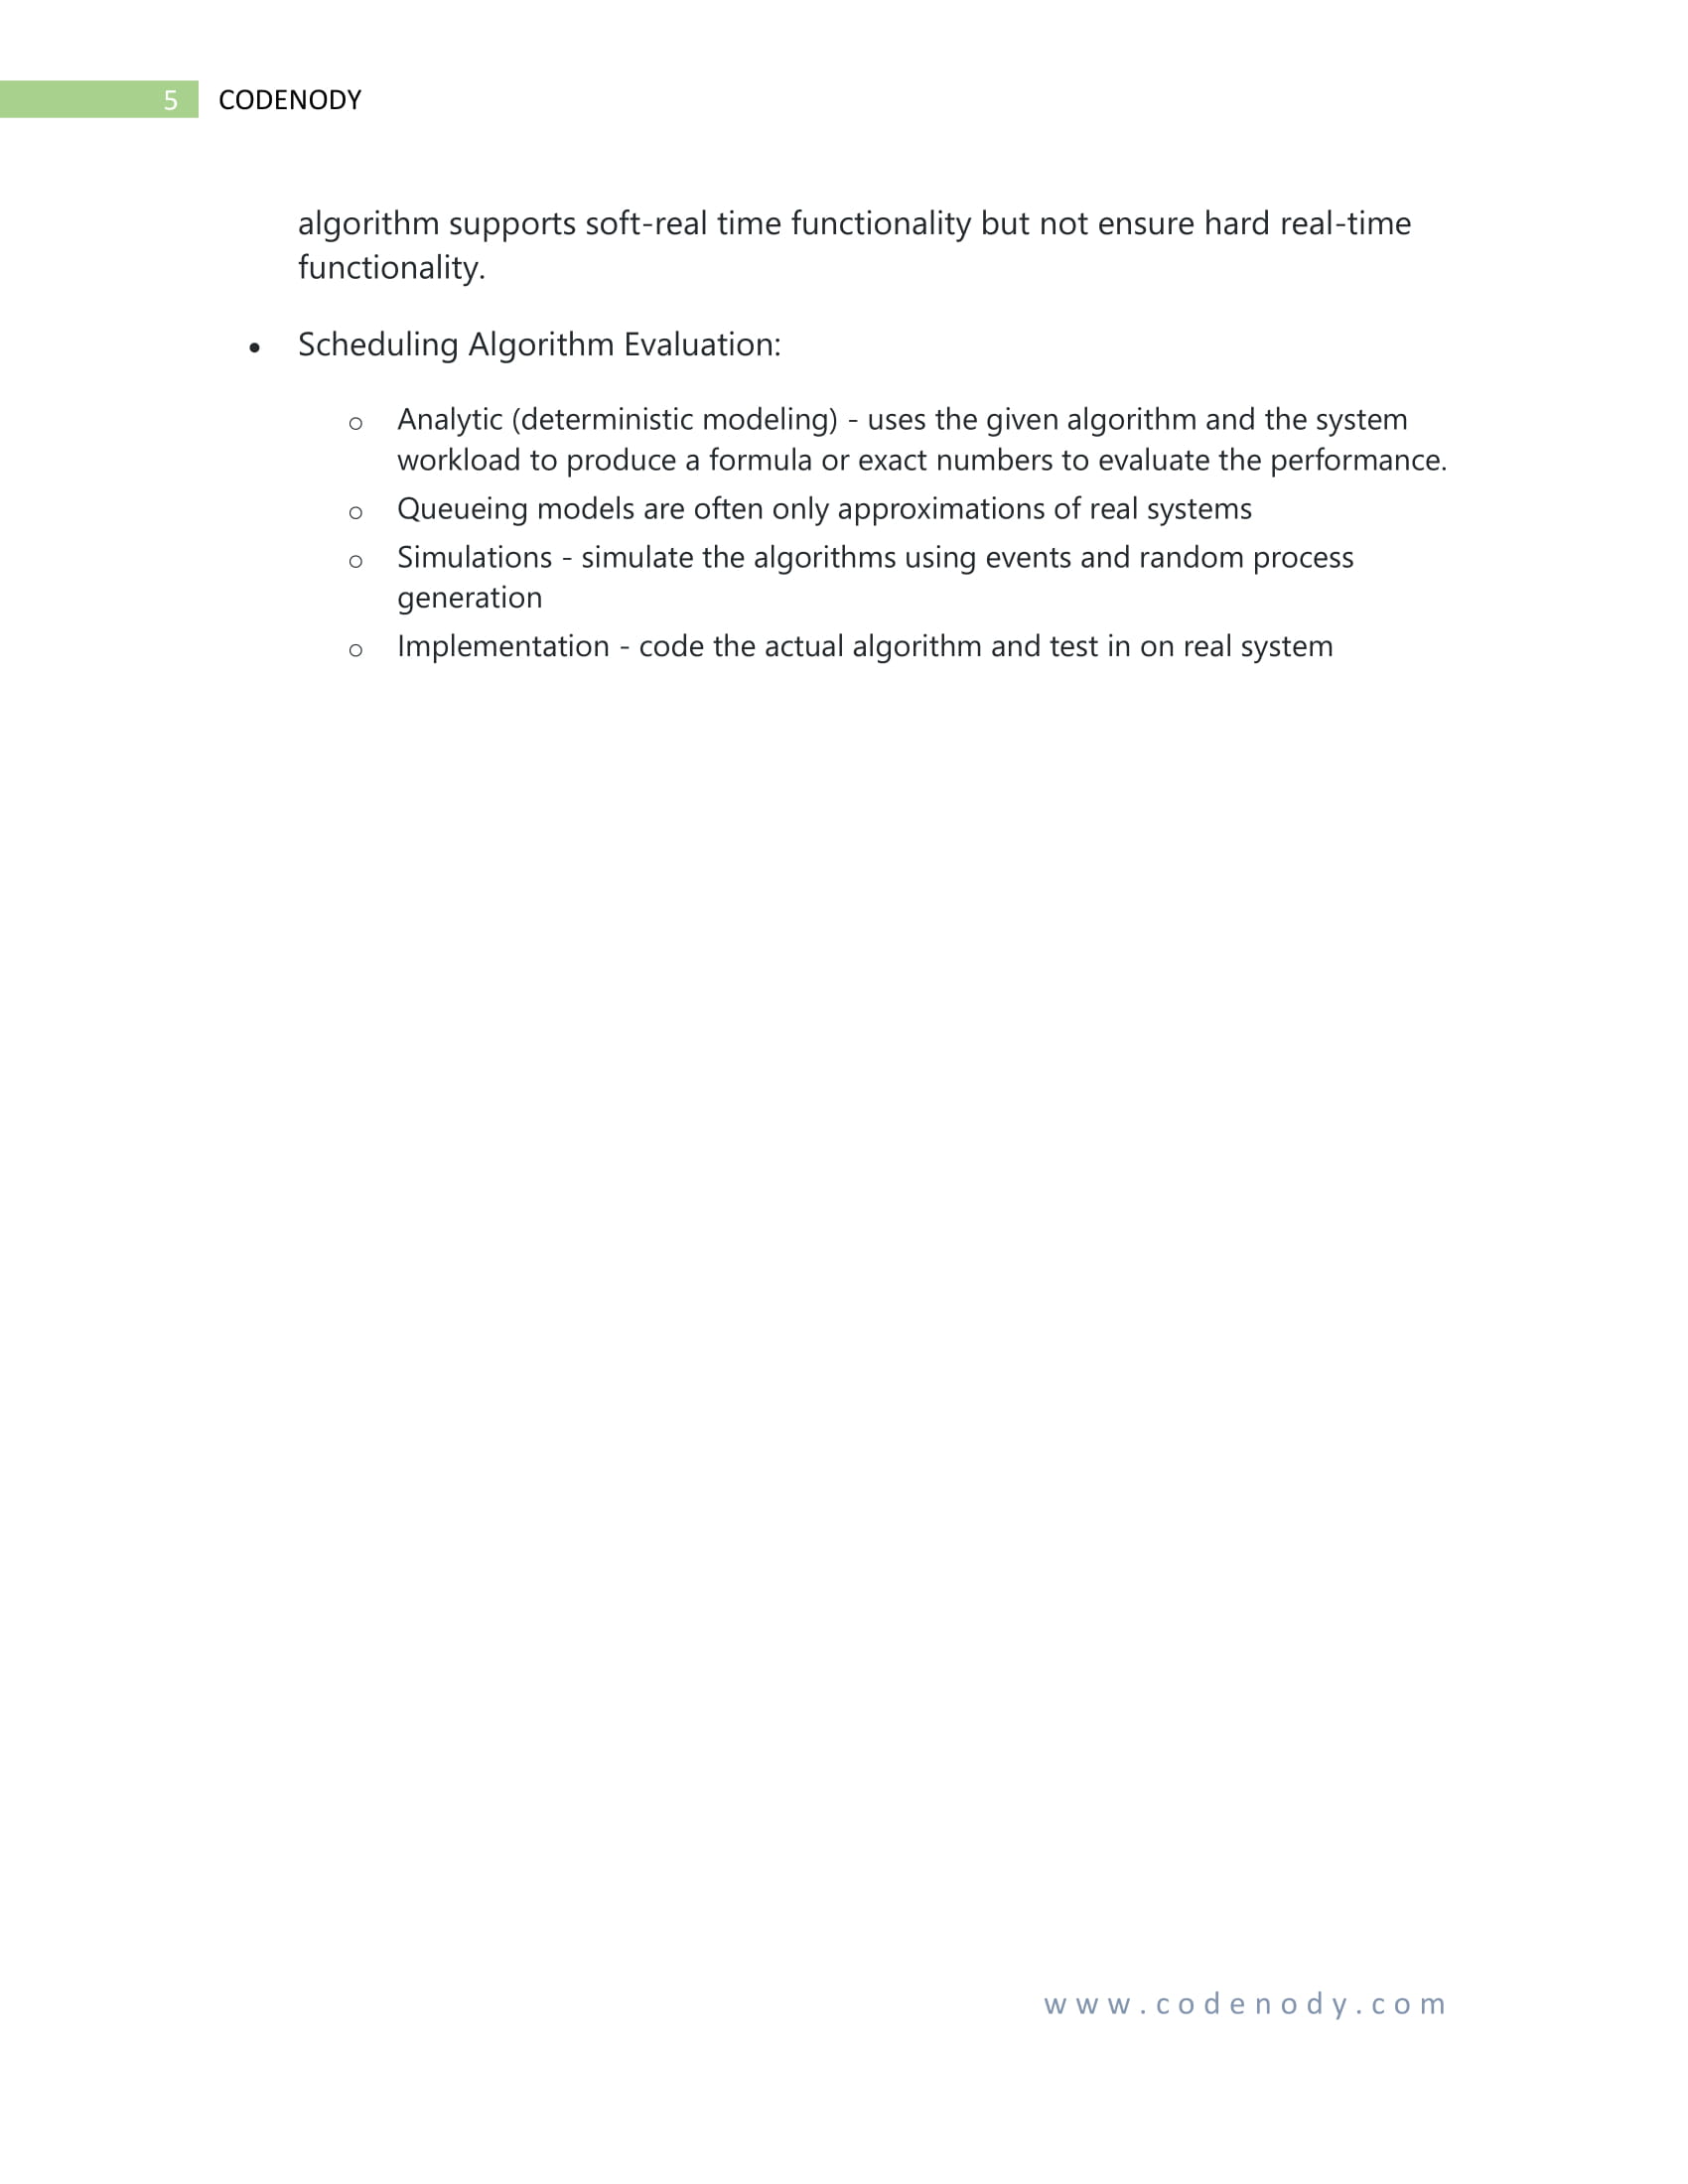 5 CODENODY
algorithm supports soft-real time functionality but not ensure hard real-time
functionality.
• Scheduling Algorithm Evaluation:
o Analytic (deterministic modeling) - uses the given algorithm and the system
workload to produce a formula or exact numbers to evaluate the performance.
o Queueing models are often only approximations of real systems
o Simulations - simulate the algorithms using events and random process
generation
o Implementation - code the actual algorithm and test in on real system
www.codenody.com